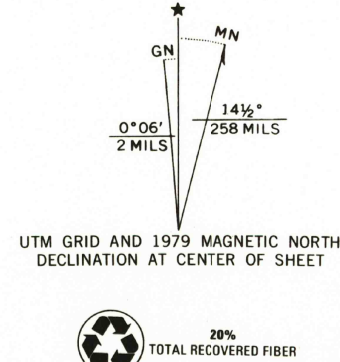 ★
MN
GN
14½°
258 MILS
0°06'
2 MILS
UTM GRID AND 1979 MAGNETIC NORTH
DECLINATION AT CENTER OF SHEET
20%
TOTAL RECOVERED FIBER